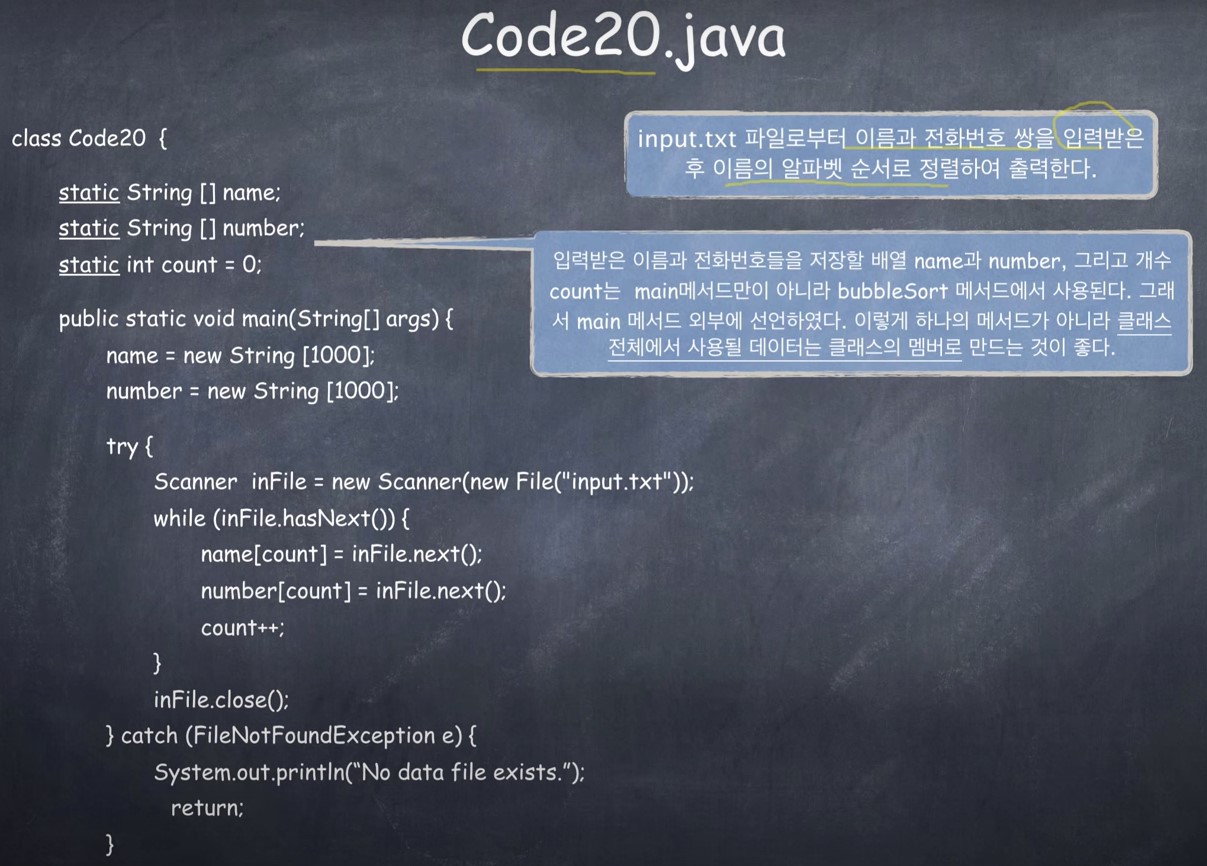 Code20.java
class Code20 {
static String [] name;
static String [] number;
static int count = 0;
public static void main(String[] args) {
name = new String [1000];
number = new String [1000];
try {
Scanner inFile = new Scanner(new File("input.txt"));
while (inFile.hasNext()) {
name[count] = inFile.next();
number[count] = inFile.next();
count++;
}
inFile.close();
} catch (FileNotFoundException e) {
System.out.println(“No data file exists.”);
return;
}
input.txt 파일로부터 이름과 전화번호 쌍을 입력받은
후 이름의 알파벳 순서로 정렬하여 출력한다.
입력받은 이름과 전화번호들을 저장할 배열 name과 number, 그리고 개수
count는 main메서드만이 아니라 bubbleSort 메서드에서 사용된다. 그래
서 main 메서드 외부에 선언하였다. 이렇게 하나의 메서드가 아니라 클래스
전체에서 사용될 데이터는 클래스의 멤버로 만드는 것이 좋다.